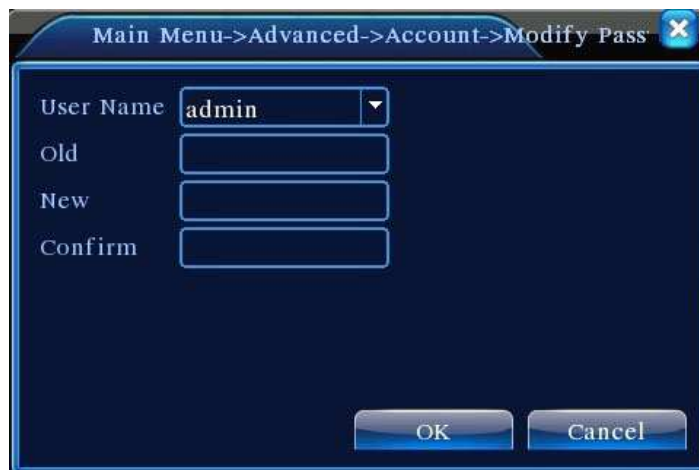 Main Menu->Advanced->Account->Modify Pass
User Name admin
Old
New
Confirm
OK Cancel